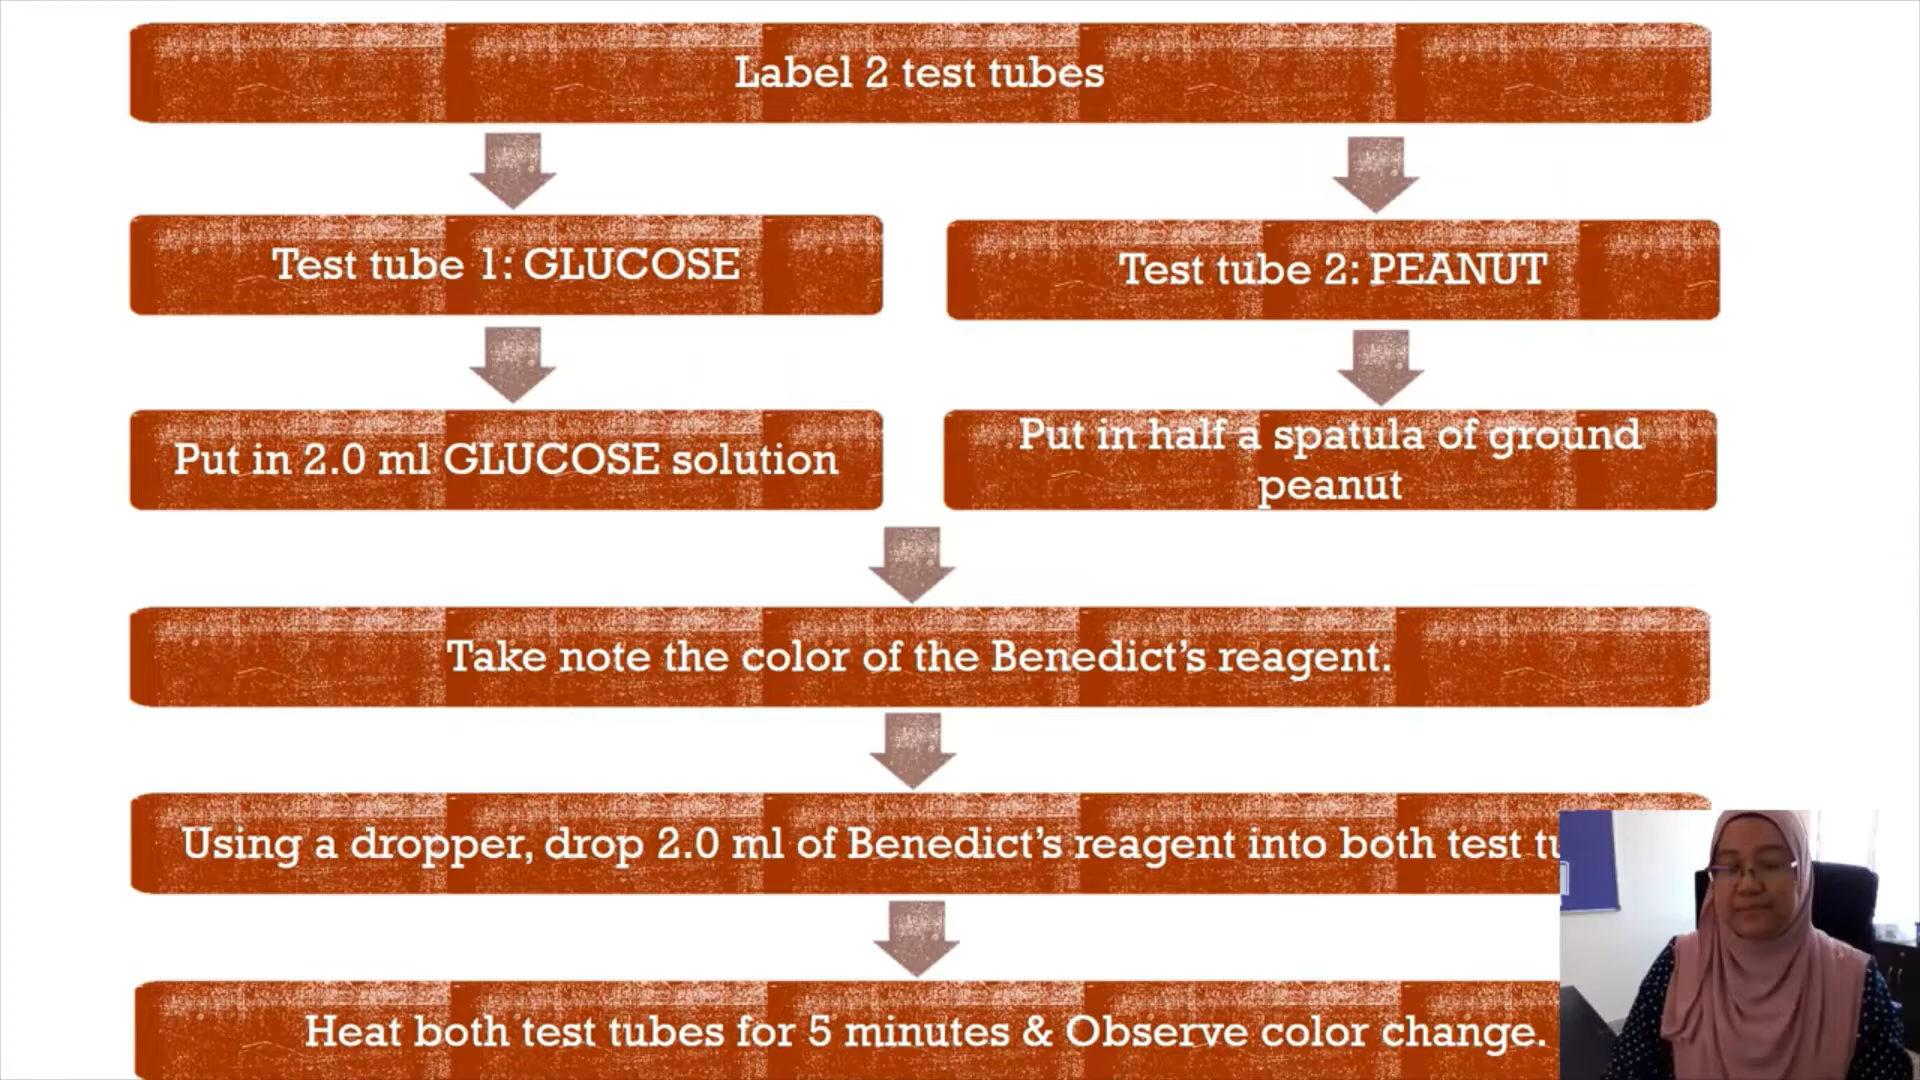 Label 2 test tubes
Test tube 1: GLUCOSE
Test tube 2: PEANUT
Put in 2.0 ml GLUCOSE solution
Put in half a spatula of ground
peanut
Take note the color of the Benedict's reagent.
Using a dropper, drop 2.0 ml of Benedict's reagent into both test
Heat both test tubes for 5 minutes & Observe color change.